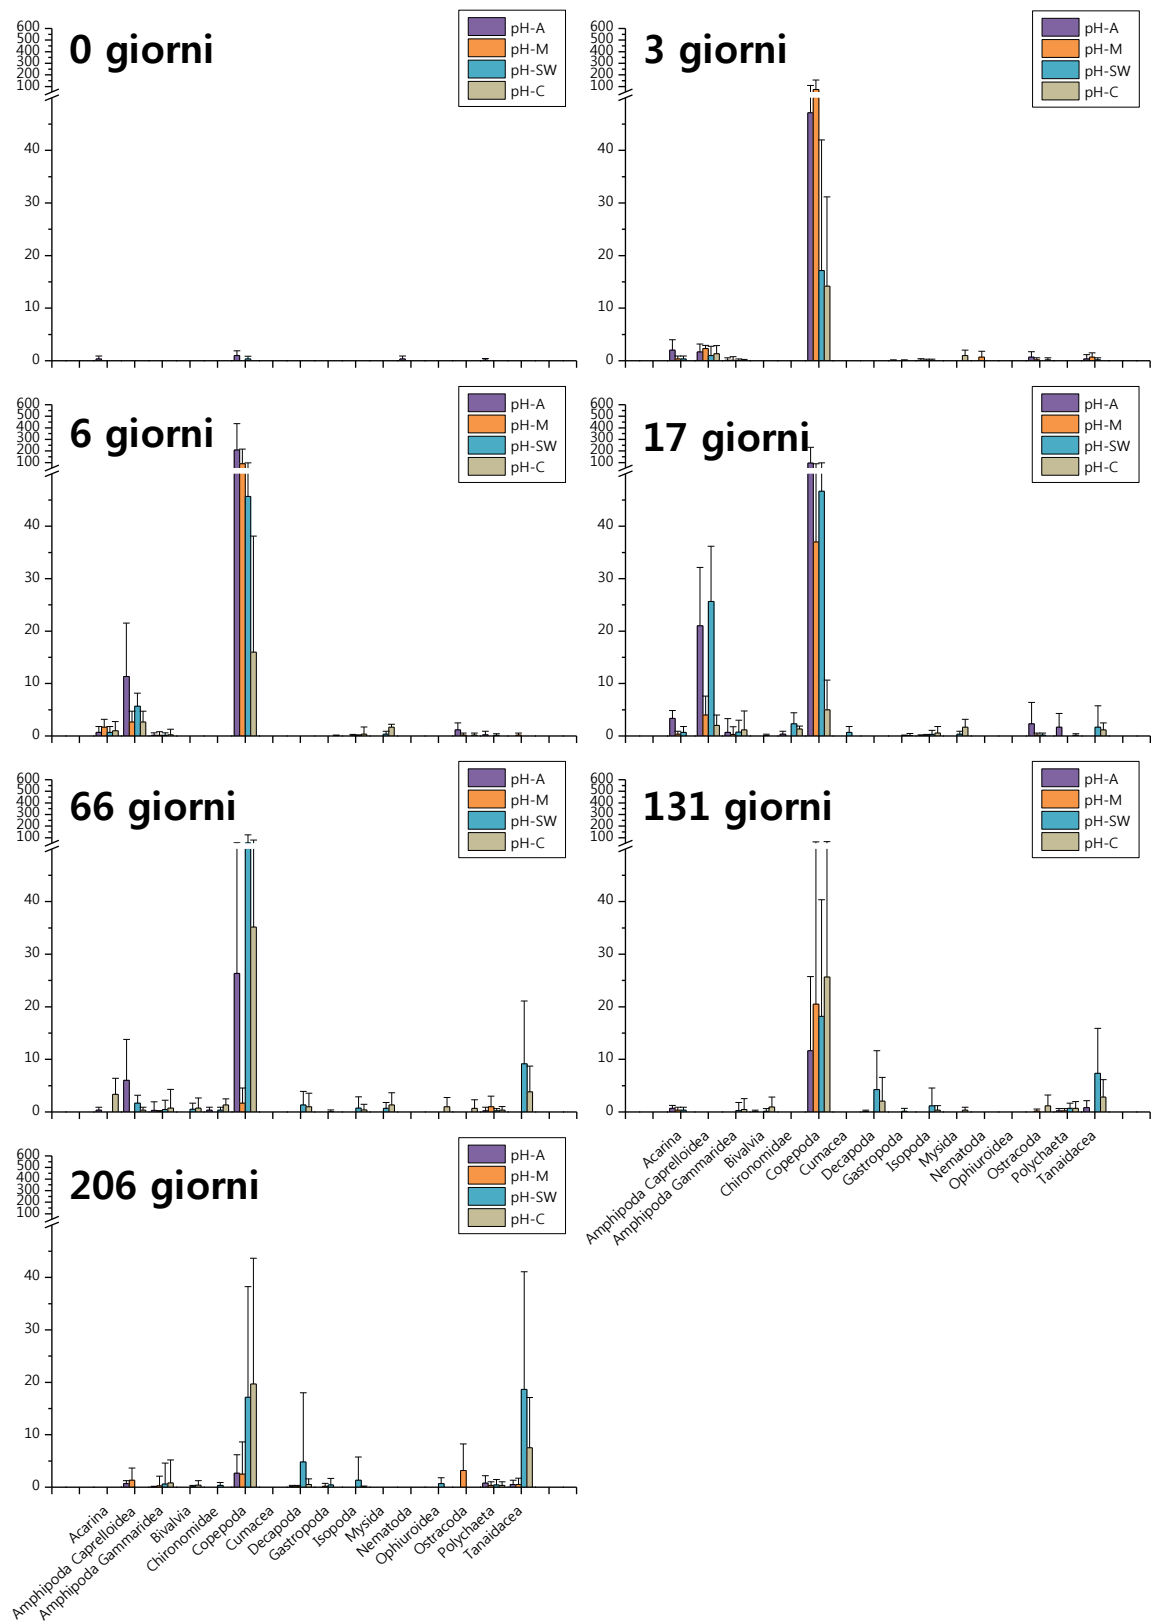 0 giorni
600
500
400
300
200
100
40
30
20
10
0
pH-A
pH-M
pH-SW
pH-C
3 giorni
600
500
400
300
200
100
40
30
20
10
0
pH-A
pH-M
pH-SW
pH-C
6 giorni
600
500
400
300
200
100
40
30
20
10
0
pH-A
pH-M
pH-SW
pH-C
17 giorni
600
500
400
300
200
100
40
30
20
10
0
pH-A
pH-M
pH-SW
pH-C
66 giorni
600
500
400
300
200
100
40
30
20
10
0
pH-A
pH-M
pH-SW
pH-C
131 giorni
600
500
400
300
200
100
40
30
20
10
0
pH-A
pH-M
pH-SW
pH-C
Acarina
Amphipoda Caprelloidea
Amphipoda Gammaridea
Bivalvia
Chironomidae
Copepoda
Cumacea
Decapoda
Gastropoda
Isopoda
Mysida
Nematoda
Ophiuroidea
Ostracoda
Polychaeta
Tanaidacea
206 giorni
600
500
400
300
200
100
40
30
20
10
0
pH-A
pH-M
pH-SW
pH-C
Acarina
Amphipoda Caprelloidea
Amphipoda Gammaridea
Bivalvia
Chironomidae
Copepoda
Cumacea
Decapoda
Gastropoda
Isopoda
Mysida
Nematoda
Ophiuroidea
Ostracoda
Polychaeta
Tanaidacea